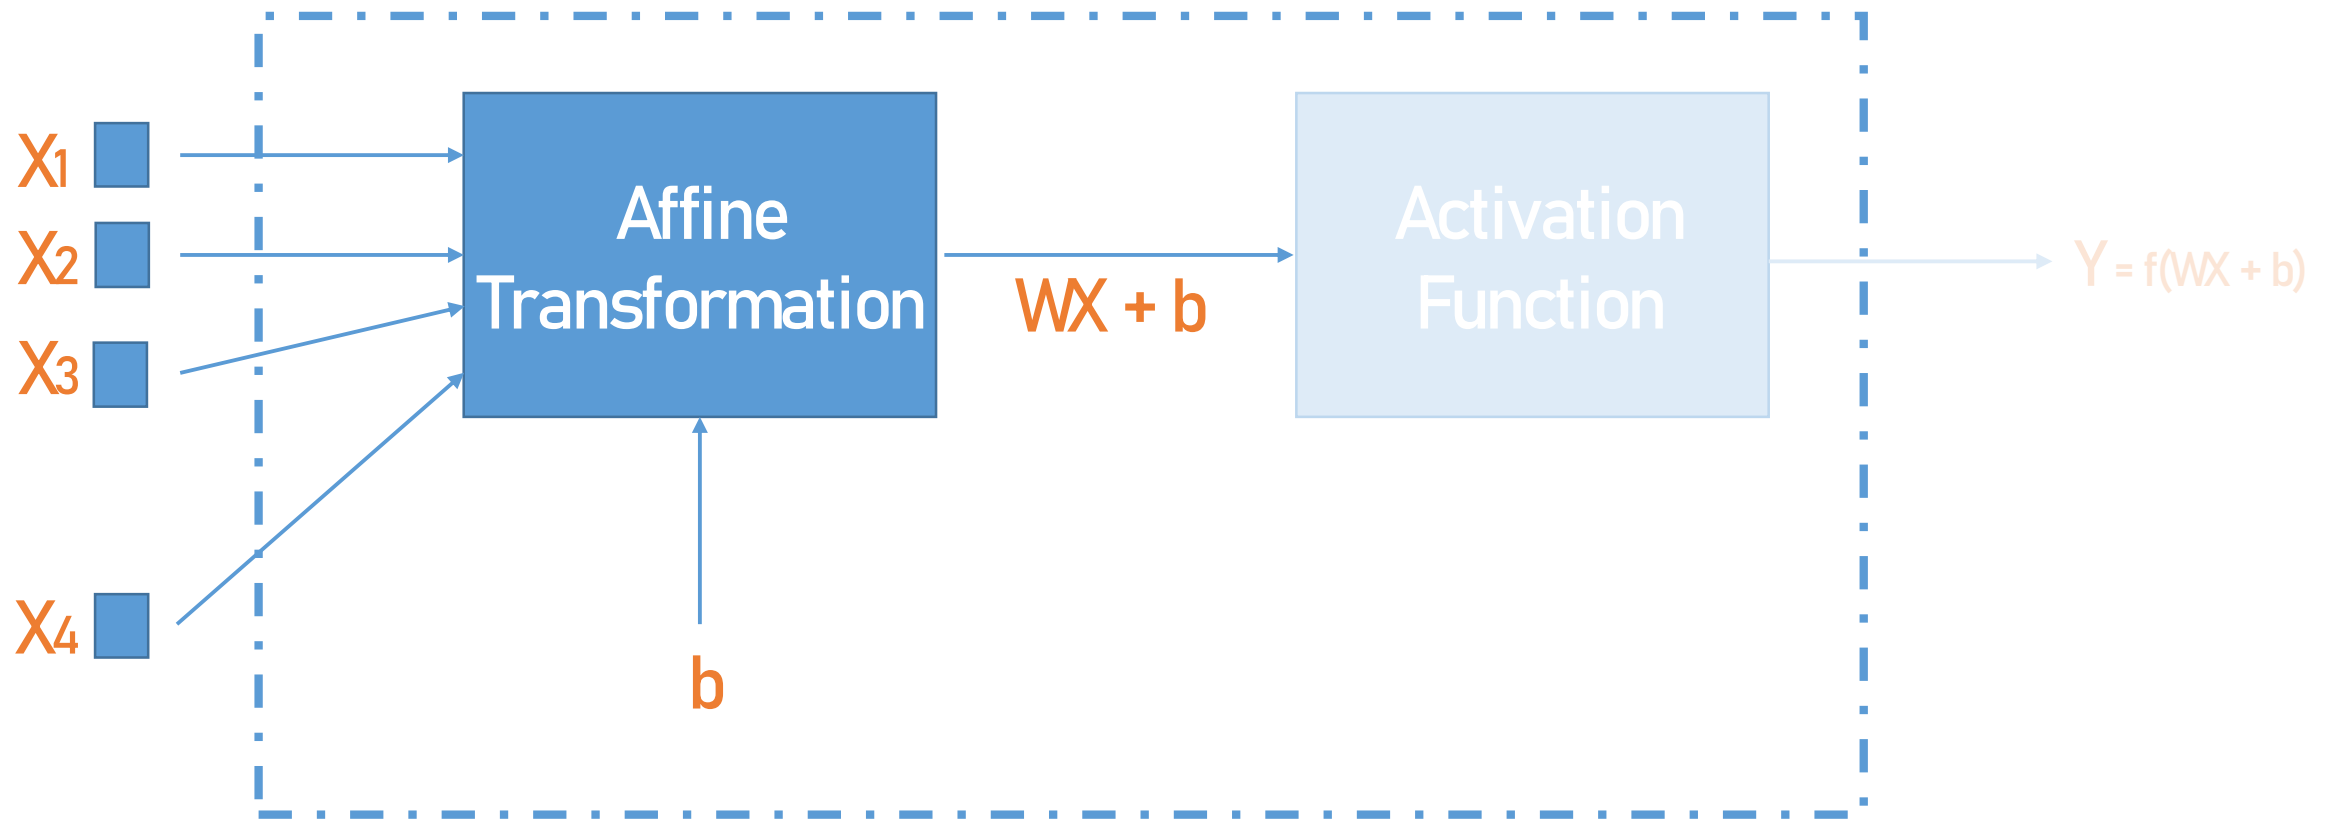 X1
X2
X3
X4
Affine
Transformation
b
WX + b
Activation
Function
Y = f(WX + b)